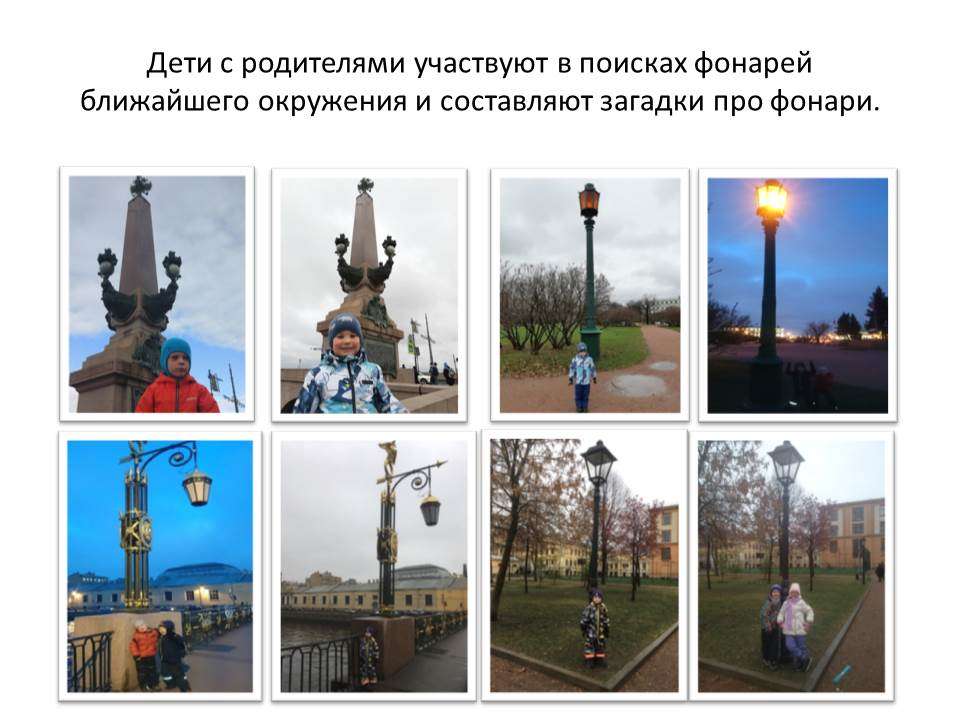 Дети с родителями участвуют в поисках фонарей
ближайшего окружения и составляют загадки про фонари.